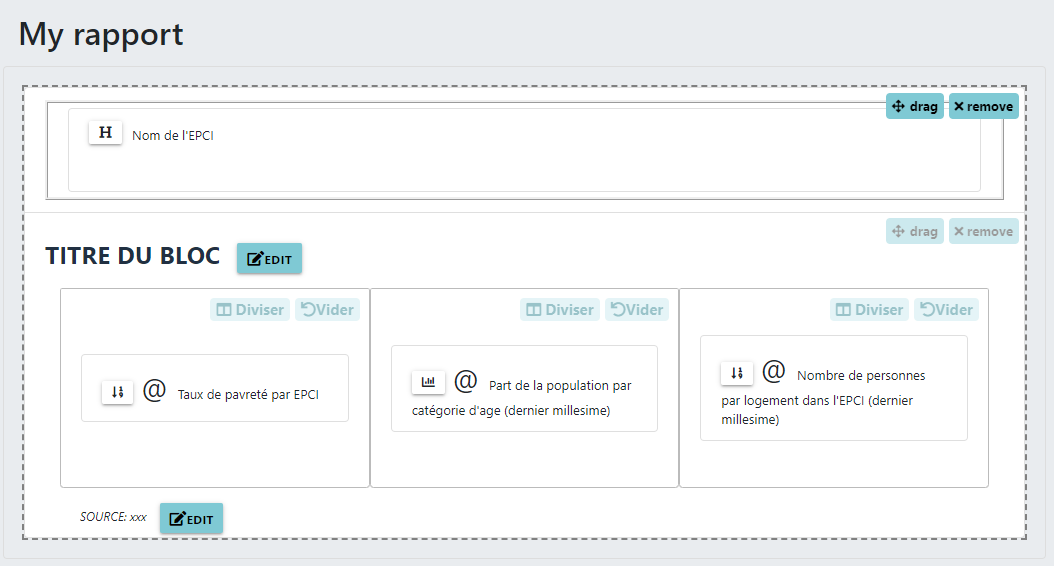 My rapport
drag remove
H Nom de l'EPCI
drag remove
TITRE DU BLOC EDIT
Diviser Vider Diviser Vider Diviser Vider
@ Taux de pavreté par EPCI
@ Part de la population par
catégorie d'age (dernier millesime)
@ Nombre de personnes
par logement dans l'EPCI (dernier
millesime)
SOURCE: xxx EDIT